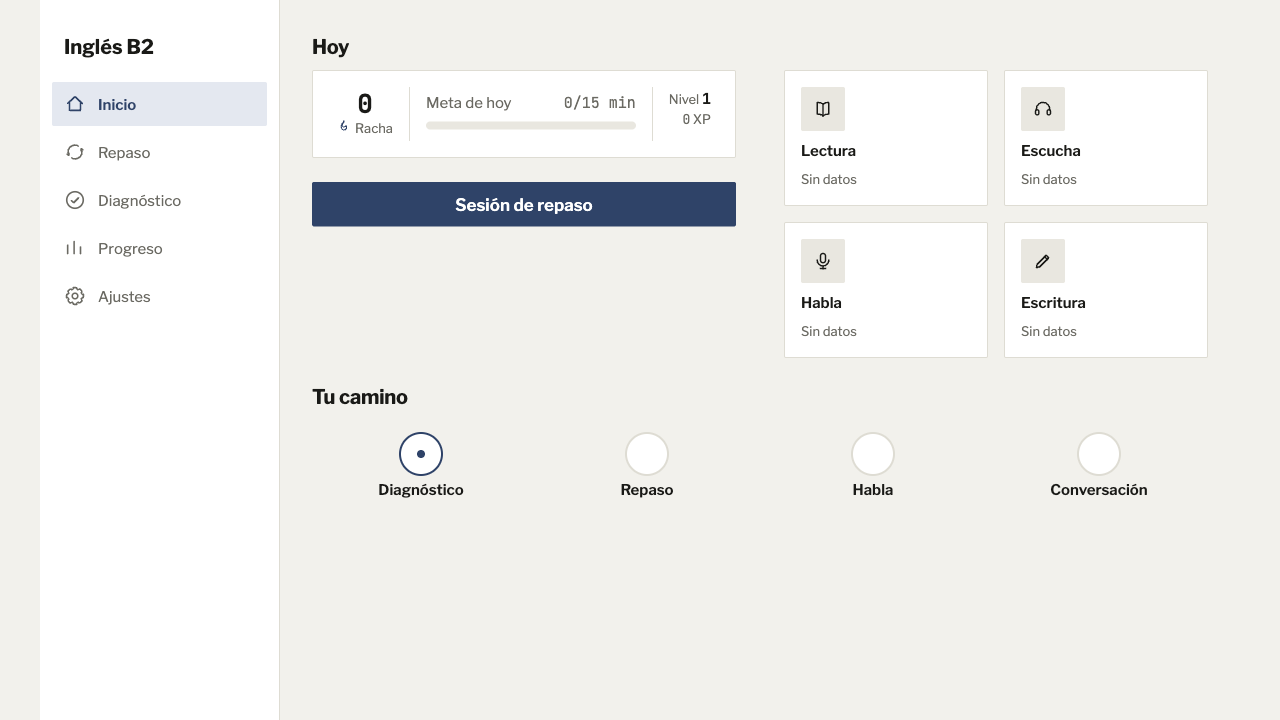 Inglés B2
Inicio
Repaso
Diagnóstico
Progreso
Ajustes
Hoy
0
Racha
Meta de hoy 0/15 min
Nivel 1
0 XP
Sesión de repaso
Lectura
Sin datos
Escucha
Sin datos
Habla
Sin datos
Escritura
Sin datos
Tu camino
Diagnóstico
Repaso
Habla
Conversación